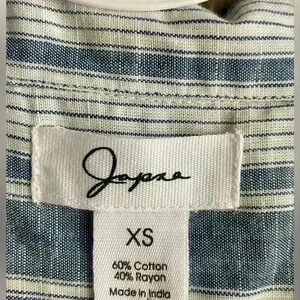 Japna
XS
60% Cotton
40% Rayon
Made in India